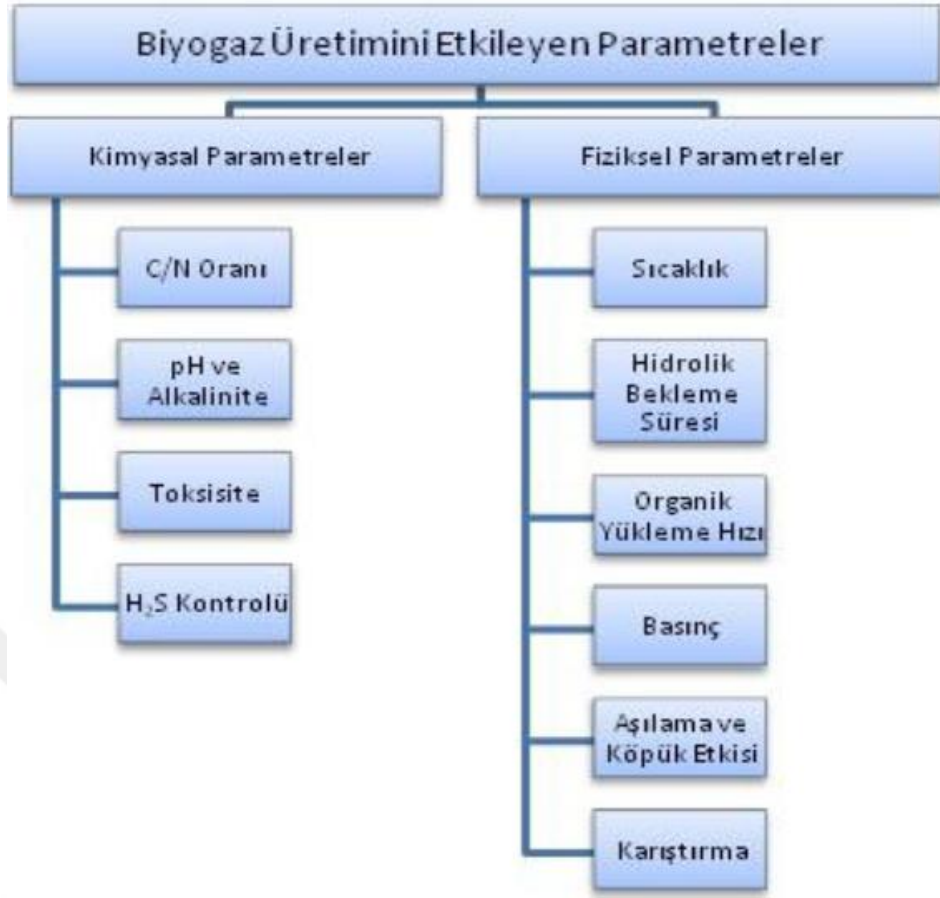 Biyogaz Üretimini Etkileyen Parametreler
Kimyasal Parametreler
C/N Oranı
pH ve
Alkalinite
Toksisite
H₂S Kontrolü
Fiziksel Parametreler
Sıcaklık
Hidrolik
Bekleme
Süresi
Organik
Yükleme Hızı
Basınç
Aşılama ve
Köpük Etkisi
Karıştırma